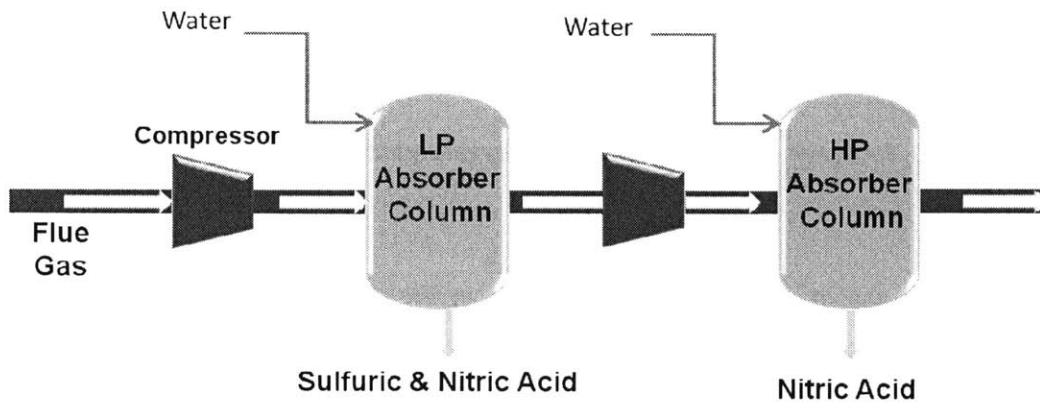 Water
Water
Compressor
LP
Absorber
Column
HP
Absorber
Column
Flue
Gas
Sulfuric & Nitric Acid
Nitric Acid